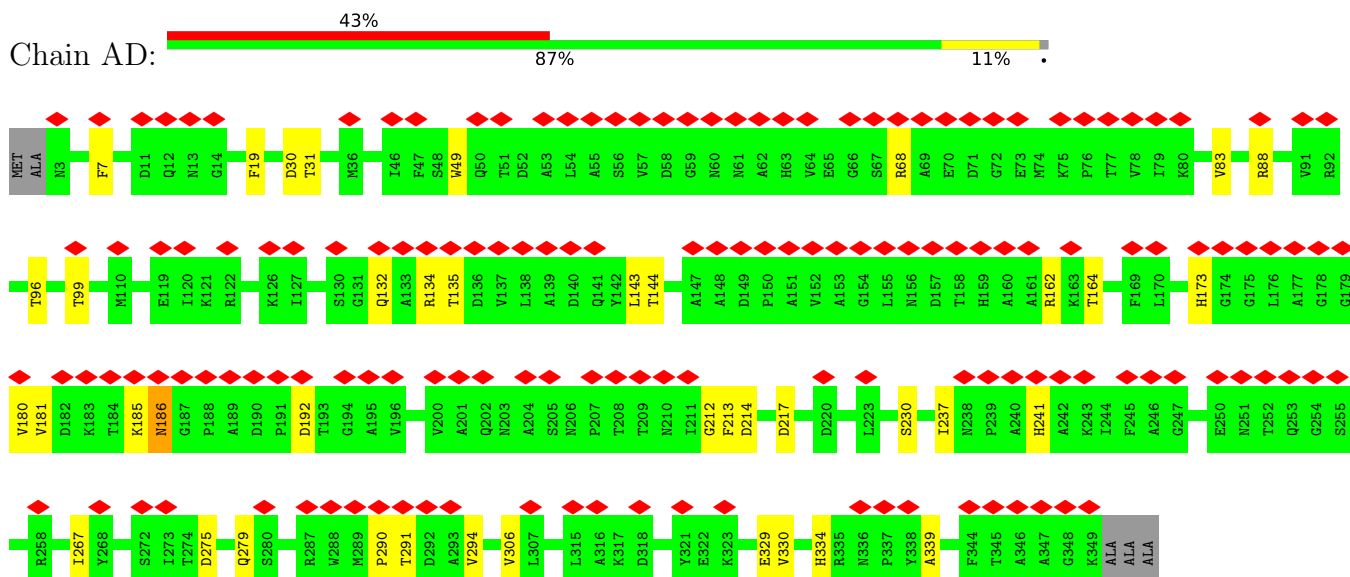 43%
Chain AD:
87% 11% •
MET ALA N3 F7 D11 Q12 N13 G14 F19 D30 T31 M36 I46 F47 S48 W49 Q50 T51 D52 A53 L54 A55 S56 V57 D58 G59 N60 N61 A62 H63 V64 E65 G66 S67 R68 A69 E70 D71 G72 E73 M74 K75 P76 T77 V78 I79 K80 V83 R88 V91 R92
T96 T99 M110 E119 I120 K121 R122 K126 I127 S130 G131 Q132 A133 R134 T135 D136 V137 L138 A139 D140 Q141 Y142 L143 T144 A147 A148 D149 P150 A151 V152 A153 G154 L155 N156 D157 T158 H159 A160 A161 R162 K163 T164 F169 L170 H173 G174 G175 L176 A177 G178 G179
V180 V181 D182 K183 T184 K185 N186 G187 P188 A189 D190 P191 D192 T193 G194 A195 V196 V200 A201 Q202 N203 A204 S205 N206 P207 T208 T209 N210 I211 G212 F213 D214 D217 D220 L223 S230 I237 N238 P239 A240 H241 A242 K243 I244 F245 A246 G247 E250 N251 T252 Q253 G254 S255
R258 I267 Y268 S272 I273 T274 D275 Q279 S280 R287 W288 M289 P290 T291 D292 A293 V294 V306 L307 L315 A316 K317 D318 Y321 E322 K323 E329 V330 H334 R335 N336 P337 Y338 A339 F344 T345 A346 A347 G348 K349 ALA ALA ALA